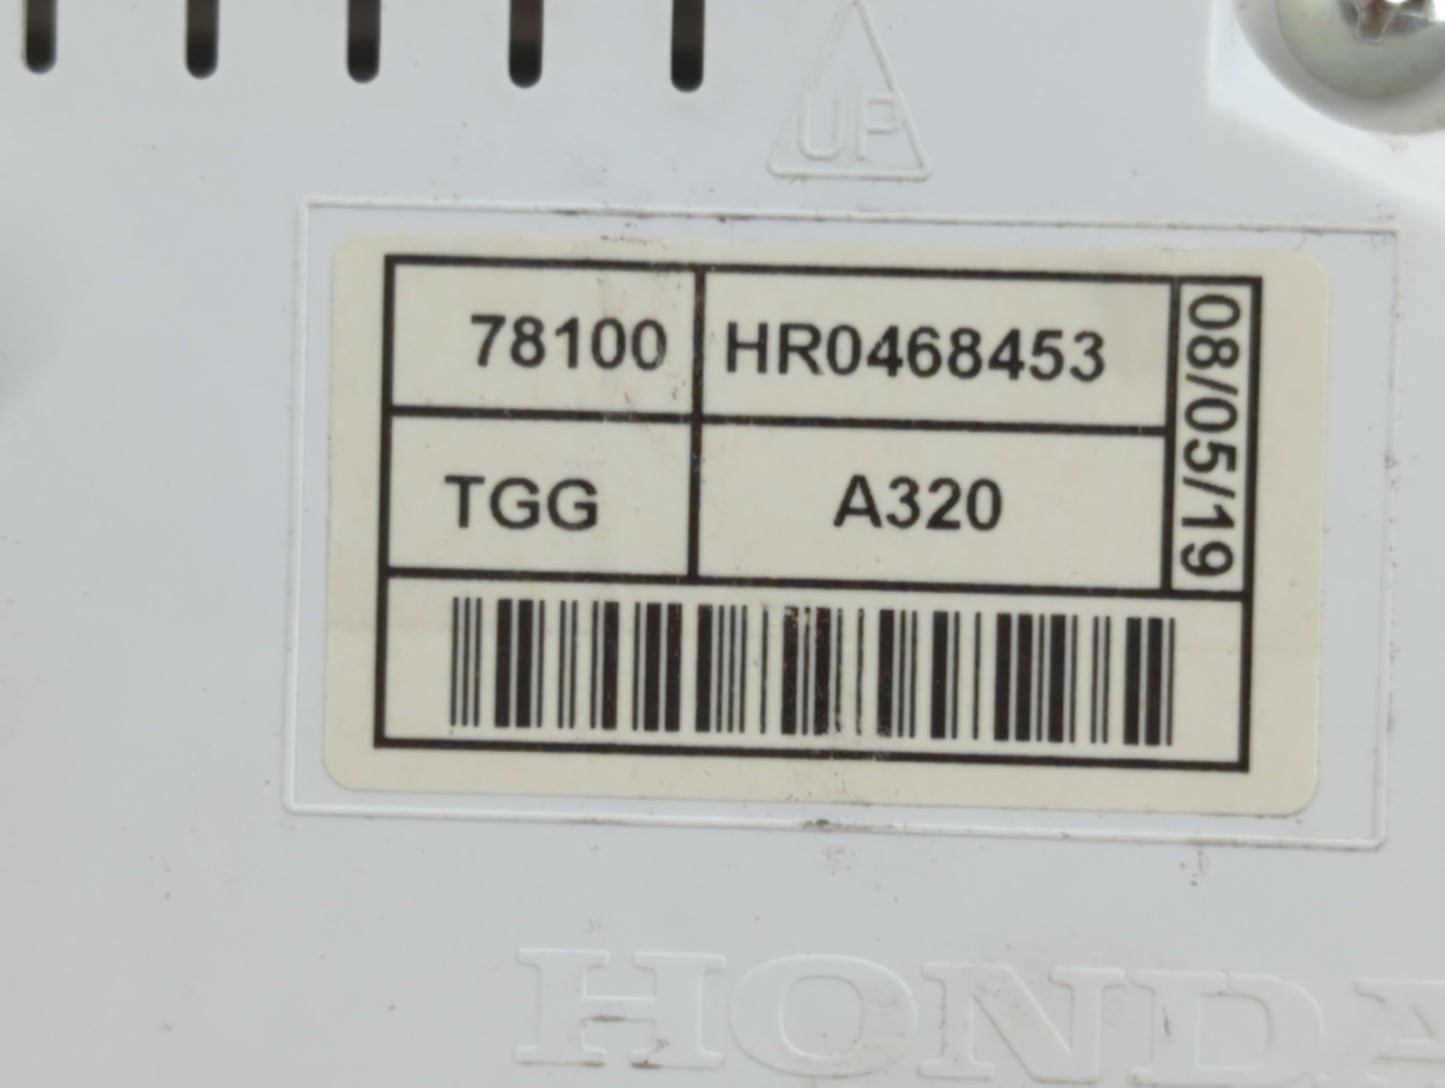 UP
78100 HR0468453
08/05/19
TGG A320
HONDA